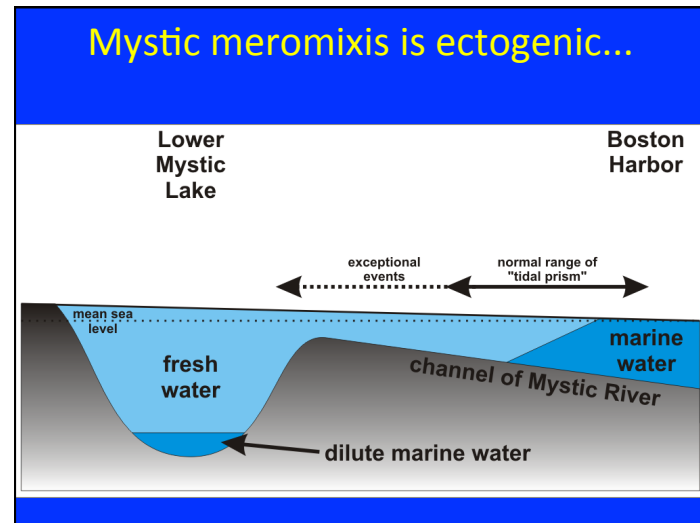 Mystic meromixis is ectogenic...
Lower
Mystic
Lake
Boston
Harbor
exceptional
events
normal range of
"tidal prism"
mean sea
level
fresh
water
marine
water
channel of Mystic River
dilute marine water